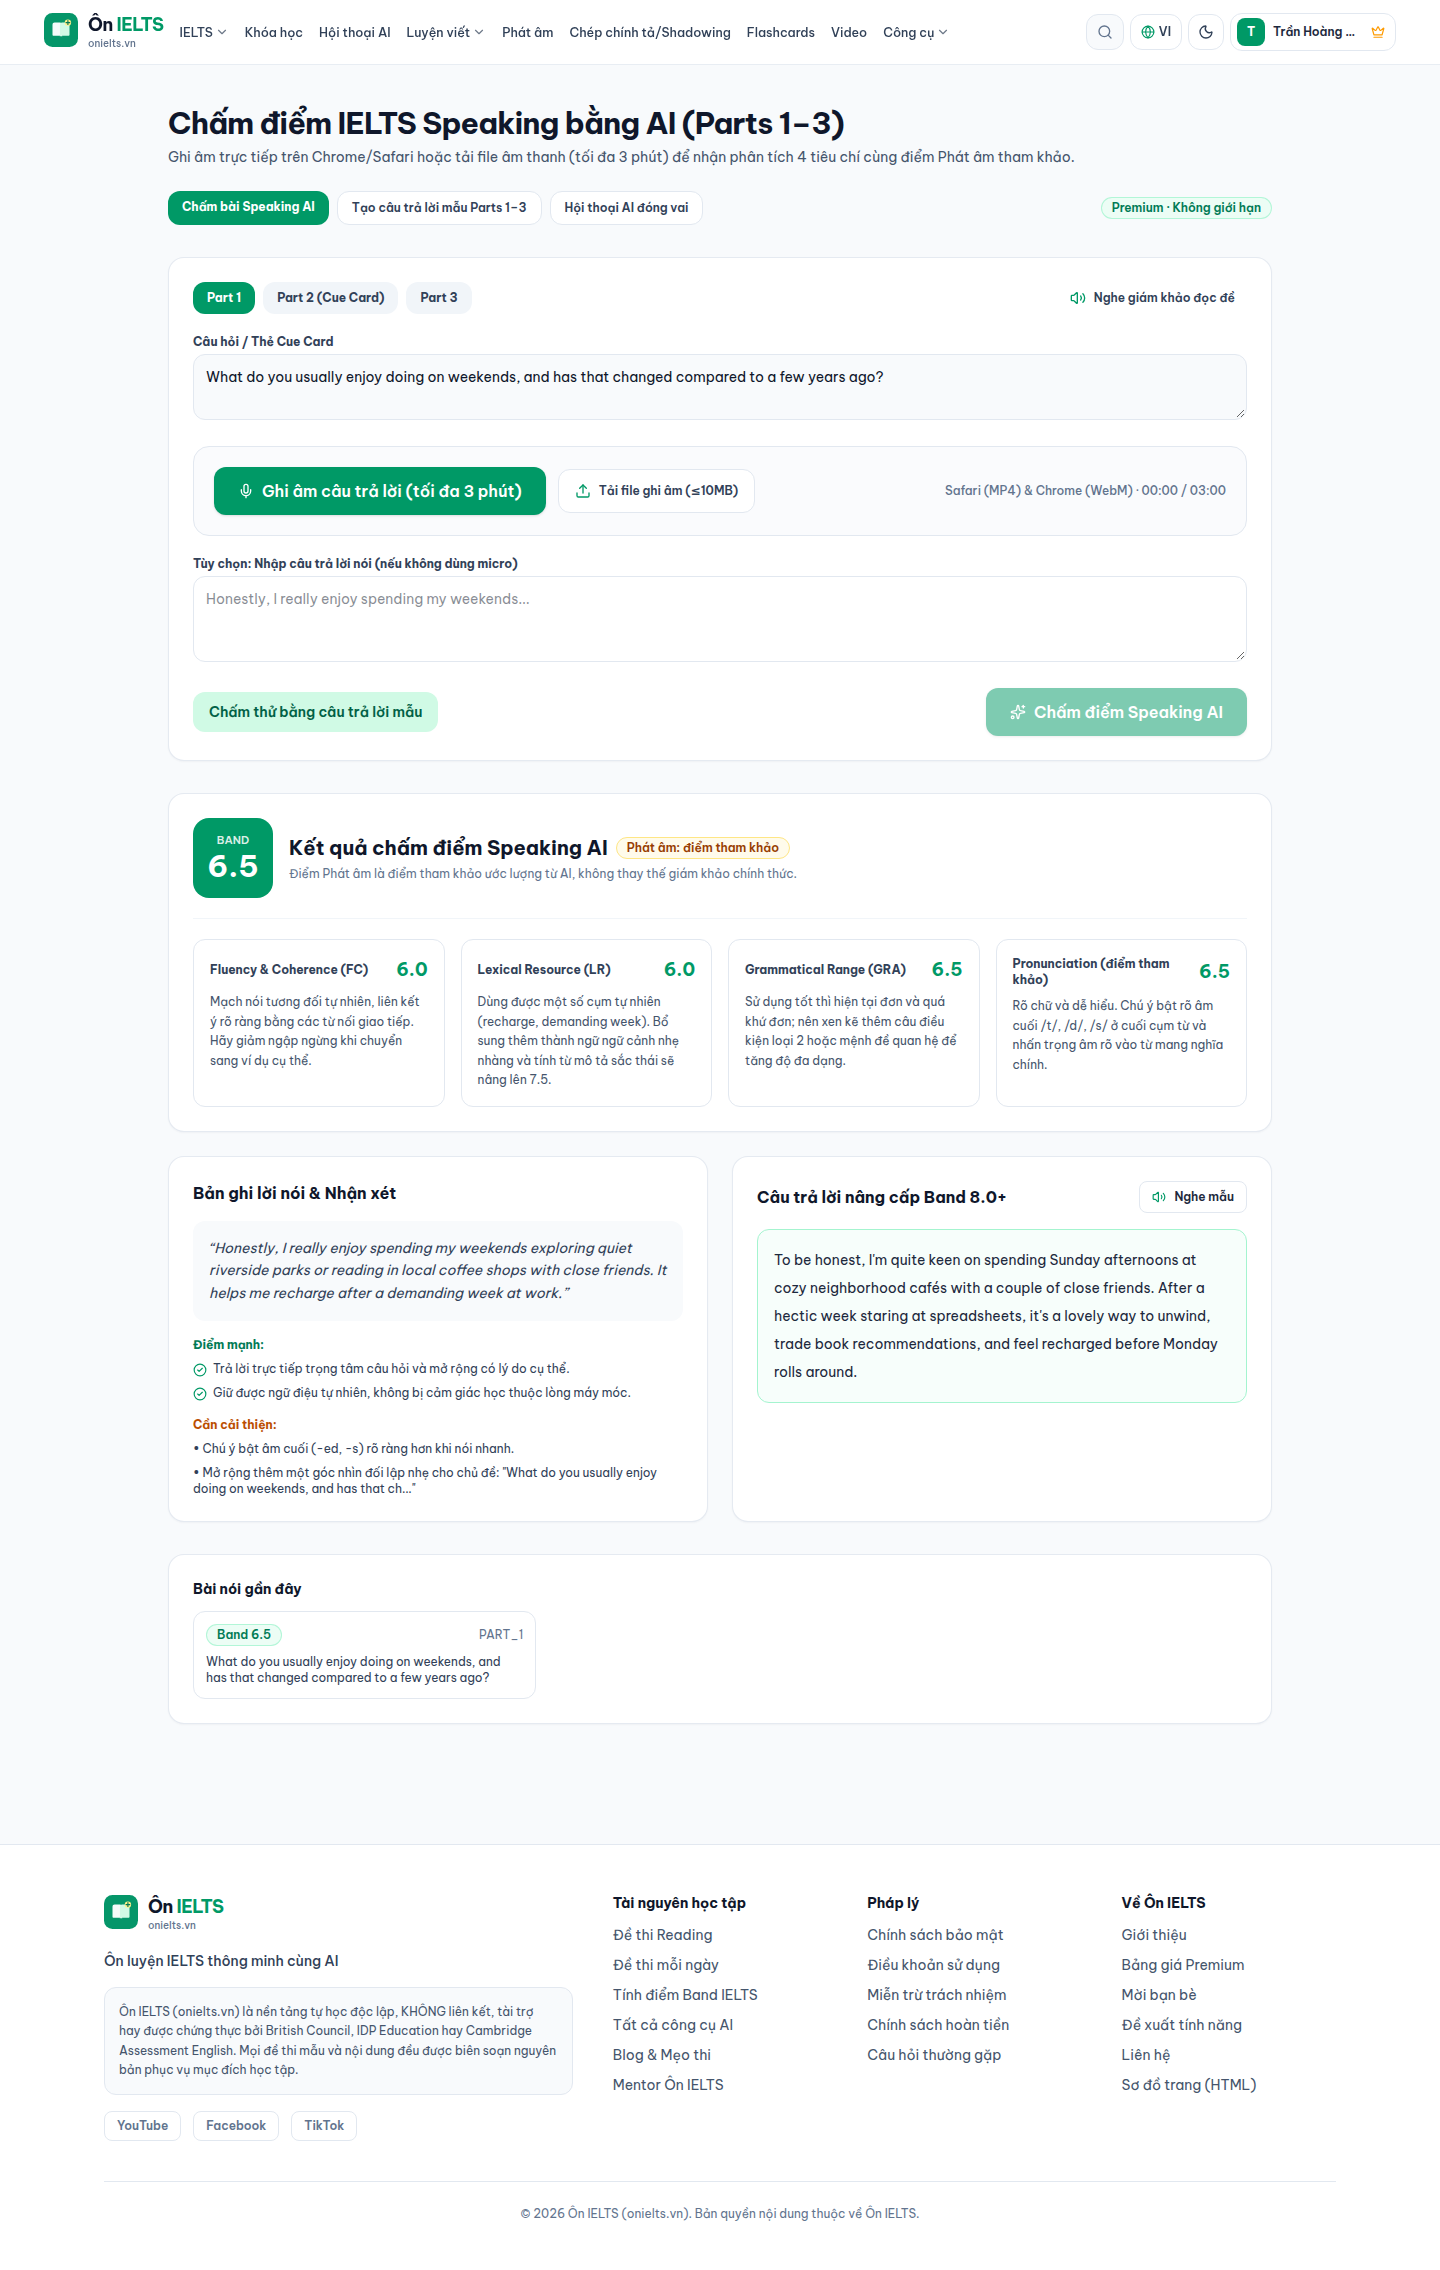 Ôn IELTS
onielts.vn
IELTS Khóa học Hội thoại AI Luyện viết Phát âm Chép chính tả/Shadowing Flashcards Video Công cụ
VI
T Trần Hoàng ...
Chấm điểm IELTS Speaking bằng AI (Parts 1–3)
Ghi âm trực tiếp trên Chrome/Safari hoặc tải file âm thanh (tối đa 3 phút) để nhận phân tích 4 tiêu chí cùng điểm Phát âm tham khảo.
Chấm bài Speaking AI Tạo câu trả lời mẫu Parts 1–3 Hội thoại AI đóng vai Premium · Không giới hạn
Part 1 Part 2 (Cue Card) Part 3 Nghe giám khảo đọc đề
Câu hỏi / Thẻ Cue Card
What do you usually enjoy doing on weekends, and has that changed compared to a few years ago?
Ghi âm câu trả lời (tối đa 3 phút) Tải file ghi âm (≤10MB) Safari (MP4) & Chrome (WebM) · 00:00 / 03:00
Tùy chọn: Nhập câu trả lời nói (nếu không dùng micro)
Honestly, I really enjoy spending my weekends...
Chấm thử bằng câu trả lời mẫu Chấm điểm Speaking AI
BAND
6.5
Kết quả chấm điểm Speaking AI Phát âm: điểm tham khảo
Điểm Phát âm là điểm tham khảo ước lượng từ AI, không thay thế giám khảo chính thức.
Fluency & Coherence (FC) 6.0
Mạch nói tương đối tự nhiên, liên kết
ý rõ ràng bằng các từ nối giao tiếp.
Hãy giảm ngập ngừng khi chuyển
sang ví dụ cụ thể.
Lexical Resource (LR) 6.0
Dùng được một số cụm tự nhiên
(recharge, demanding week). Bổ
sung thêm thành ngữ ngữ cảnh nhẹ
nhàng và tính từ mô tả sắc thái sẽ
nâng lên 7.5.
Grammatical Range (GRA) 6.5
Sử dụng tốt thì hiện tại đơn và quá
khứ đơn; nên xen kẽ thêm câu điều
kiện loại 2 hoặc mệnh đề quan hệ để
tăng độ đa dạng.
Pronunciation (điểm tham
khảo)
6.5
Rõ chữ và dễ hiểu. Chú ý bật rõ âm
cuối /t/, /d/, /s/ ở cuối cụm từ và
nhấn trọng âm rõ vào từ mang nghĩa
chính.
Bản ghi lời nói & Nhận xét
“Honestly, I really enjoy spending my weekends exploring quiet
riverside parks or reading in local coffee shops with close friends. It
helps me recharge after a demanding week at work.”
Điểm mạnh:
Trả lời trực tiếp trọng tâm câu hỏi và mở rộng có lý do cụ thể.
Giữ được ngữ điệu tự nhiên, không bị cảm giác học thuộc lòng máy móc.
Cần cải thiện:
• Chú ý bật âm cuối (-ed, -s) rõ ràng hơn khi nói nhanh.
• Mở rộng thêm một góc nhìn đối lập nhẹ cho chủ đề: "What do you usually enjoy
doing on weekends, and has that ch..."
Câu trả lời nâng cấp Band 8.0+ Nghe mẫu
To be honest, I'm quite keen on spending Sunday afternoons at
cozy neighborhood cafés with a couple of close friends. After a
hectic week staring at spreadsheets, it's a lovely way to unwind,
trade book recommendations, and feel recharged before Monday
rolls around.
Bài nói gần đây
Band 6.5 PART_1
What do you usually enjoy doing on weekends, and
has that changed compared to a few years ago?
Ôn IELTS
onielts.vn
Ôn luyện IELTS thông minh cùng AI
Ôn IELTS (onielts.vn) là nền tảng tự học độc lập, KHÔNG liên kết, tài trợ
hay được chứng thực bởi British Council, IDP Education hay Cambridge
Assessment English. Mọi đề thi mẫu và nội dung đều được biên soạn nguyên
bản phục vụ mục đích học tập.
YouTube Facebook TikTok
Tài nguyên học tập
Đề thi Reading
Đề thi mỗi ngày
Tính điểm Band IELTS
Tất cả công cụ AI
Blog & Mẹo thi
Mentor Ôn IELTS
Pháp lý
Chính sách bảo mật
Điều khoản sử dụng
Miễn trừ trách nhiệm
Chính sách hoàn tiền
Câu hỏi thường gặp
Về Ôn IELTS
Giới thiệu
Bảng giá Premium
Mời bạn bè
Đề xuất tính năng
Liên hệ
Sơ đồ trang (HTML)
© 2026 Ôn IELTS (onielts.vn). Bản quyền nội dung thuộc về Ôn IELTS.